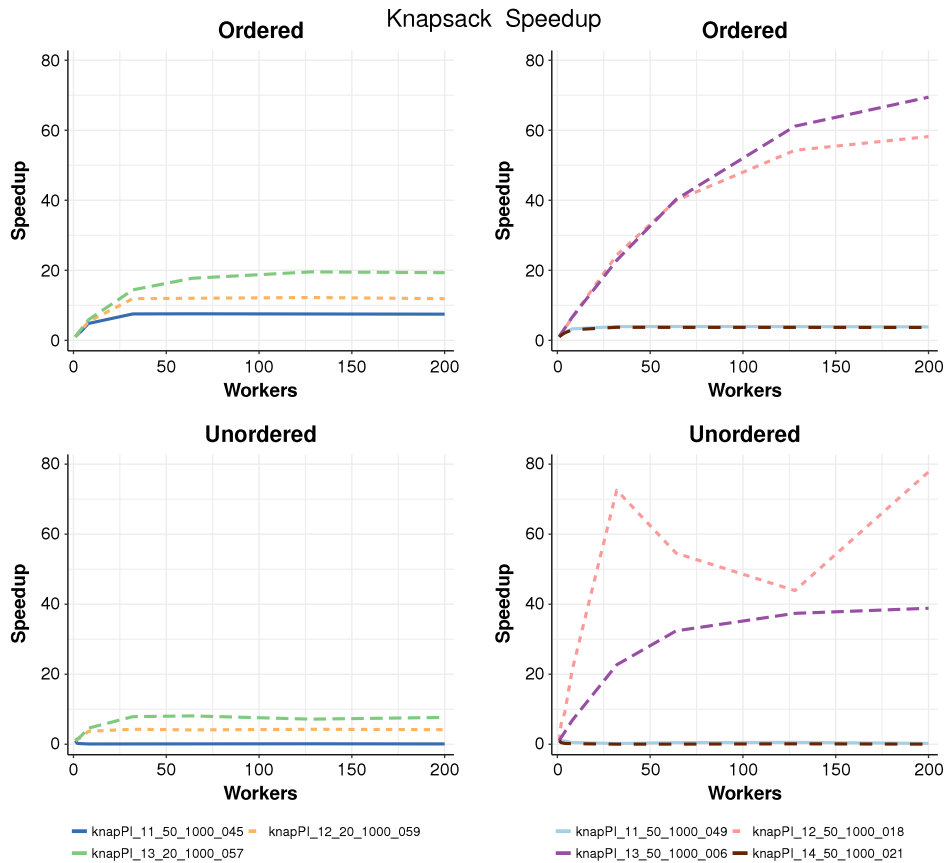 Knapsack Speedup
Ordered
80
60
40
20
0
Speedup
0 50 100 150 200
Workers
Ordered
80
60
40
20
0
Speedup
0 50 100 150 200
Workers
Unordered
80
60
40
20
0
Speedup
0 50 100 150 200
Workers
Unordered
80
60
40
20
0
Speedup
0 50 100 150 200
Workers
knapPI_11_50_1000_045 knapPI_12_20_1000_059
knapPI_13_20_1000_057
knapPI_11_50_1000_049 knapPI_12_50_1000_018
knapPI_13_50_1000_006 knapPI_14_50_1000_021